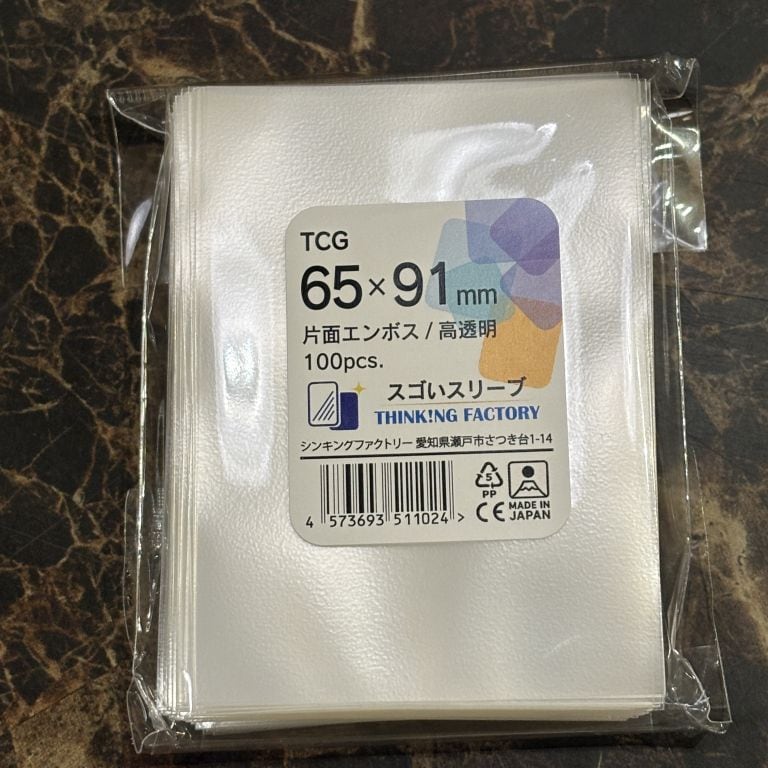 TCG
65×91mm
片面エンボス / 高透明
100pcs.
スゴいスリーブ
THINK!NG FACTORY
シンキングファクトリー 愛知県瀬戸市さつき台1-14
4 573693 511024 >
5
PP
CE
MADE IN
JAPAN